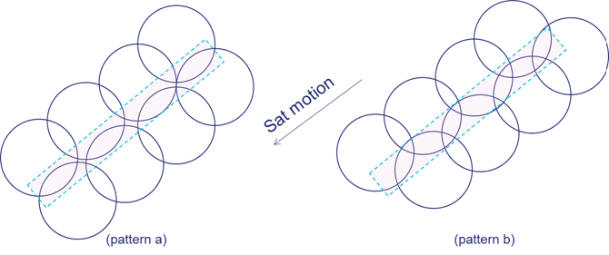 Sat motion
(pattern a)
(pattern b)